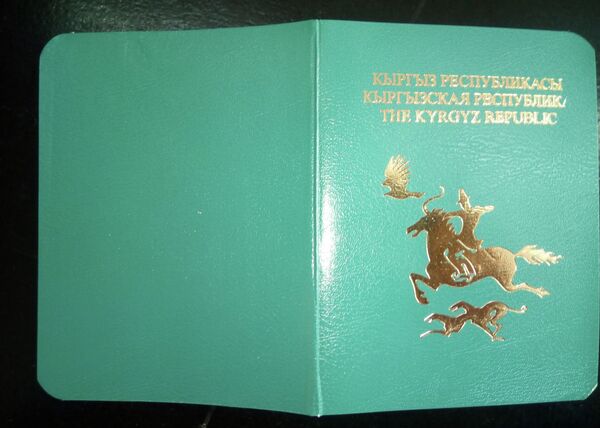 КЫРГЫЗ РЕСПУБЛИКАСЫ
КЫРГЫЗСКАЯ РЕСПУБЛИКА
THE KYRGYZ REPUBLIC